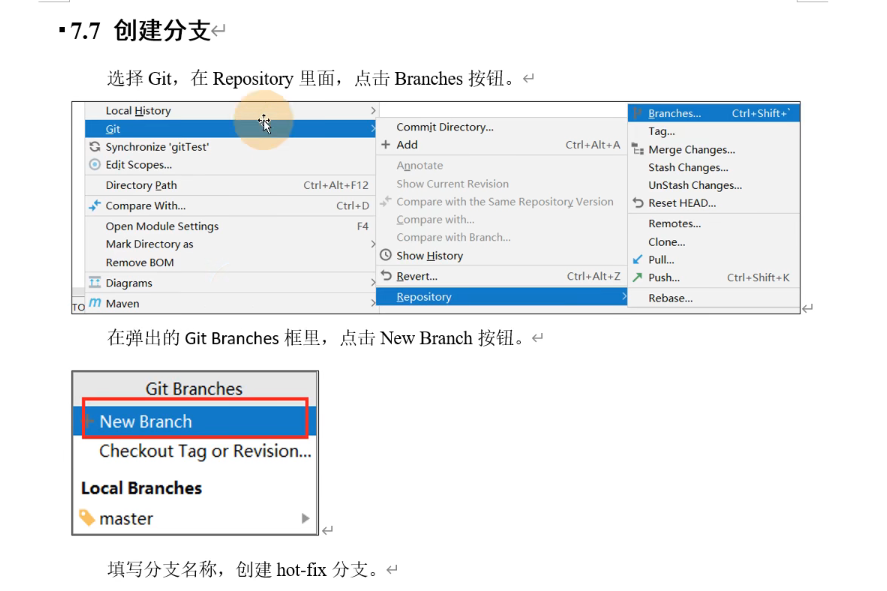 ▪7.7 创建分支↵
选择 Git，在 Repository 里面，点击 Branches 按钮。↵
Local History
Git
Synchronize 'gitTest'
Edit Scopes...
Directory Path Ctrl+Alt+F12
Compare With... Ctrl+D
Open Module Settings F4
Mark Directory as
Remove BOM
Diagrams
TO
Maven
Commit Directory...
Add Ctrl+Alt+A
Annotate
Show Current Revision
Compare with the Same Repository Version
Compare with...
Compare with Branch...
Show History
Revert... Ctrl+Alt+Z
Repository
Branches... Ctrl+Shift+`
Tag...
Merge Changes...
Stash Changes...
UnStash Changes...
Reset HEAD...
Remotes...
Clone...
Pull...
Push... Ctrl+Shift+K
Rebase...
↵
在弹出的 Git Branches 框里，点击 New Branch 按钮。↵
Git Branches
+ New Branch
Checkout Tag or Revision...
Local Branches
master
↵
填写分支名称，创建 hot-fix 分支。↵